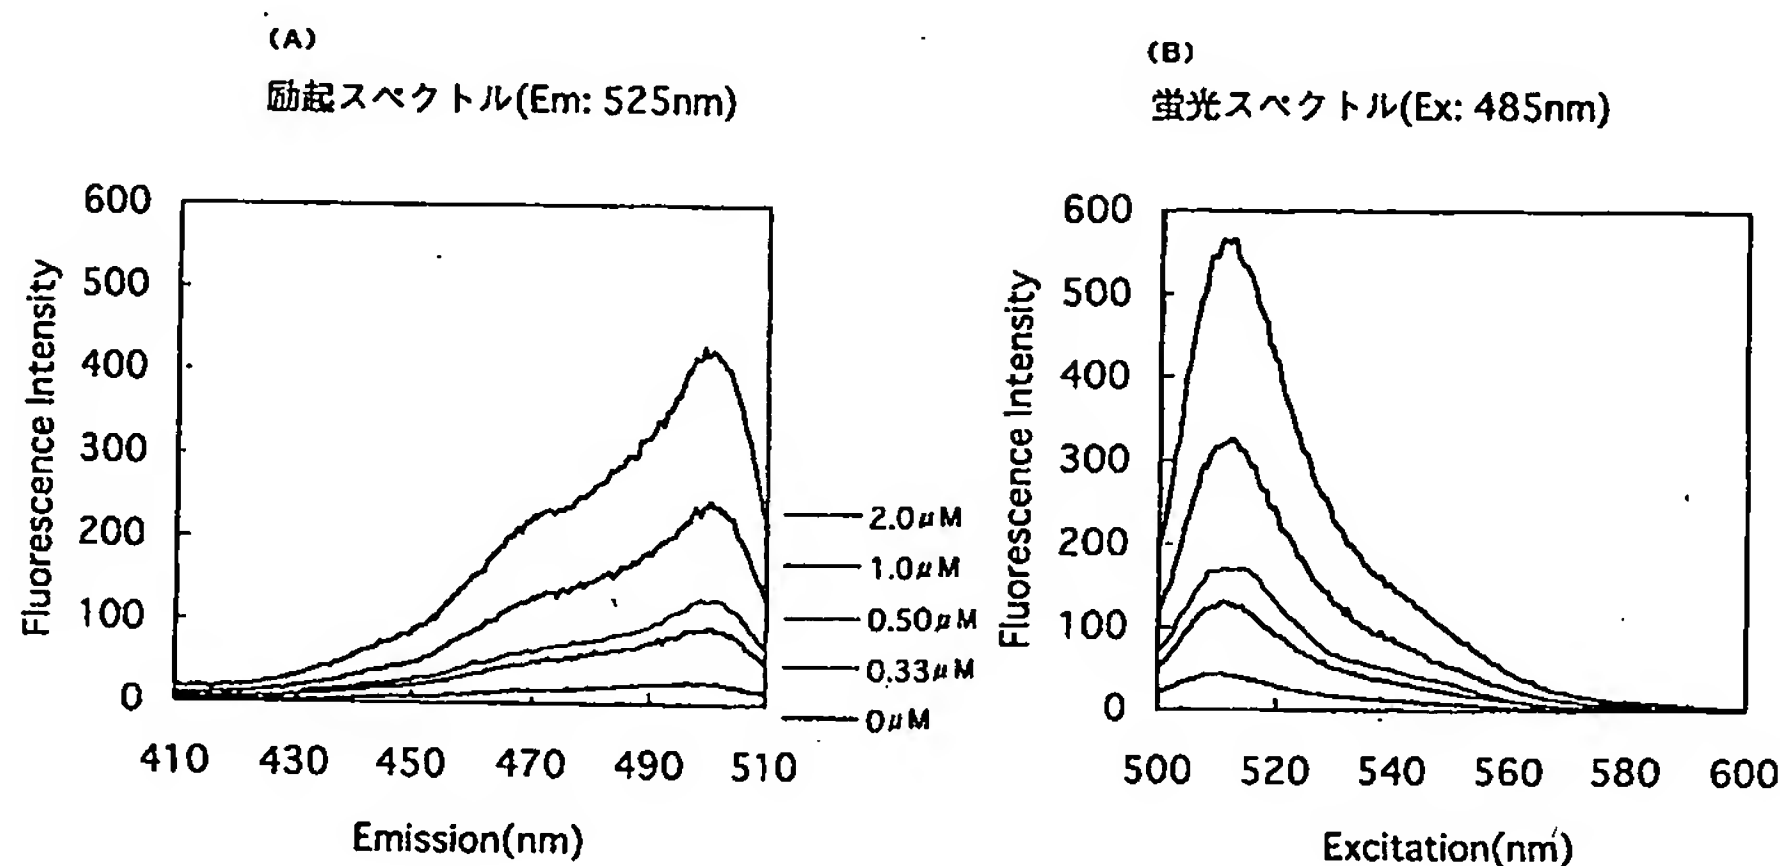 (A)
励起スペクトル(Em: 525nm)
600
500
400
300
200
100
0
Fluorescence Intensity
410 430 450 470 490 510
Emission(nm)
2.0μM
1.0μM
0.50μM
0.33μM
0μM
(B)
蛍光スペクトル(Ex: 485nm)
600
500
400
300
200
100
0
Fluorescence Intensity
500 520 540 560 580 600
Excitation(nm)